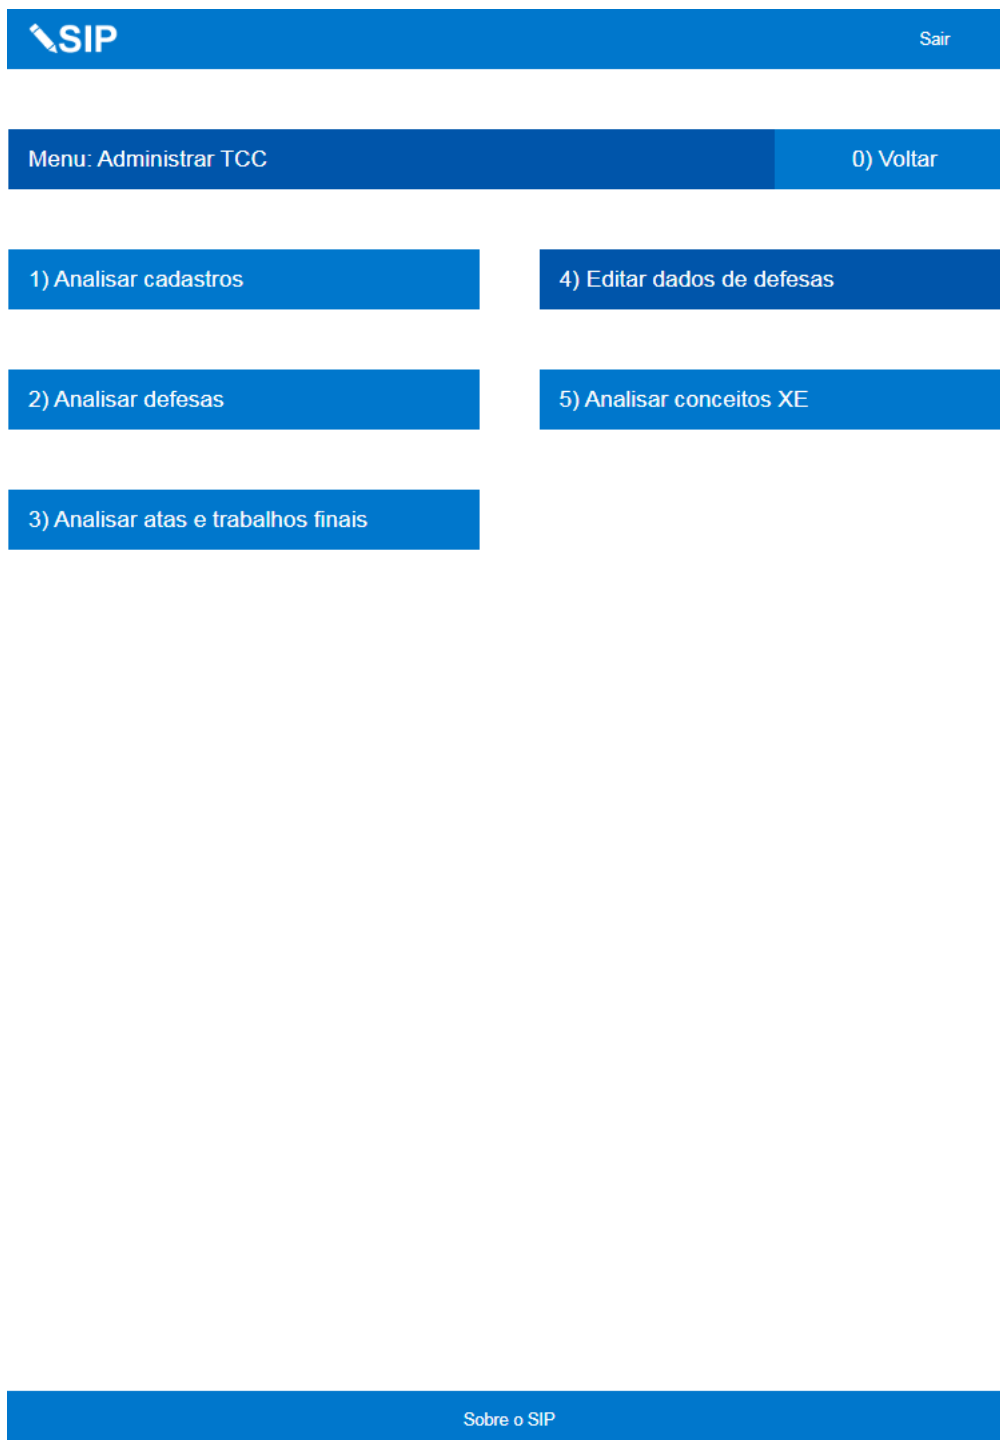 SIP
Sair
Menu: Administrar TCC
0) Voltar
1) Analisar cadastros
4) Editar dados de defesas
2) Analisar defesas
5) Analisar conceitos XE
3) Analisar atas e trabalhos finais
Sobre o SIP